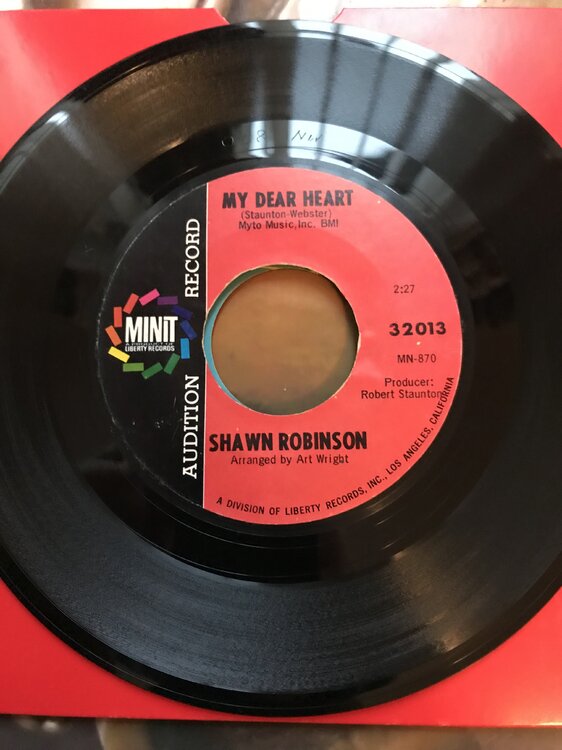 MY DEAR HEART
(Staunton-Webster)
Myto Music, Inc. BMI
2:27
32013
MN-870
Producer:
Robert Staunton
AUDITION RECORD
MINIT
LIBERTY RECORDS
SHAWN ROBINSON
Arranged by Art Wright
A DIVISION OF LIBERTY RECORDS, INC., LOS ANGELES, CALIFORNIA